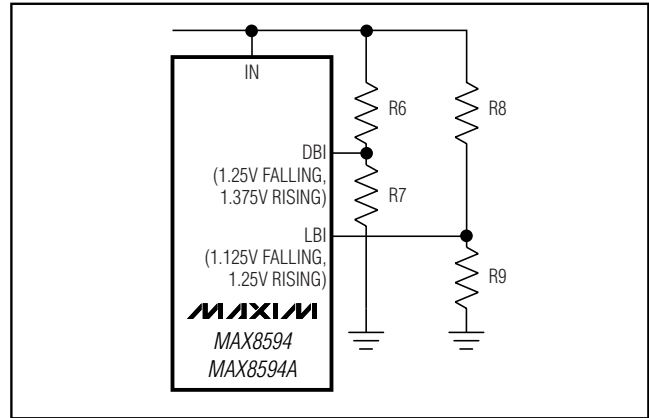 IN
R6
R8
DBI
(1.25V FALLING,
1.375V RISING)
R7
LBI
(1.125V FALLING,
1.25V RISING)
R9
MAXIM
MAX8594
MAX8594A